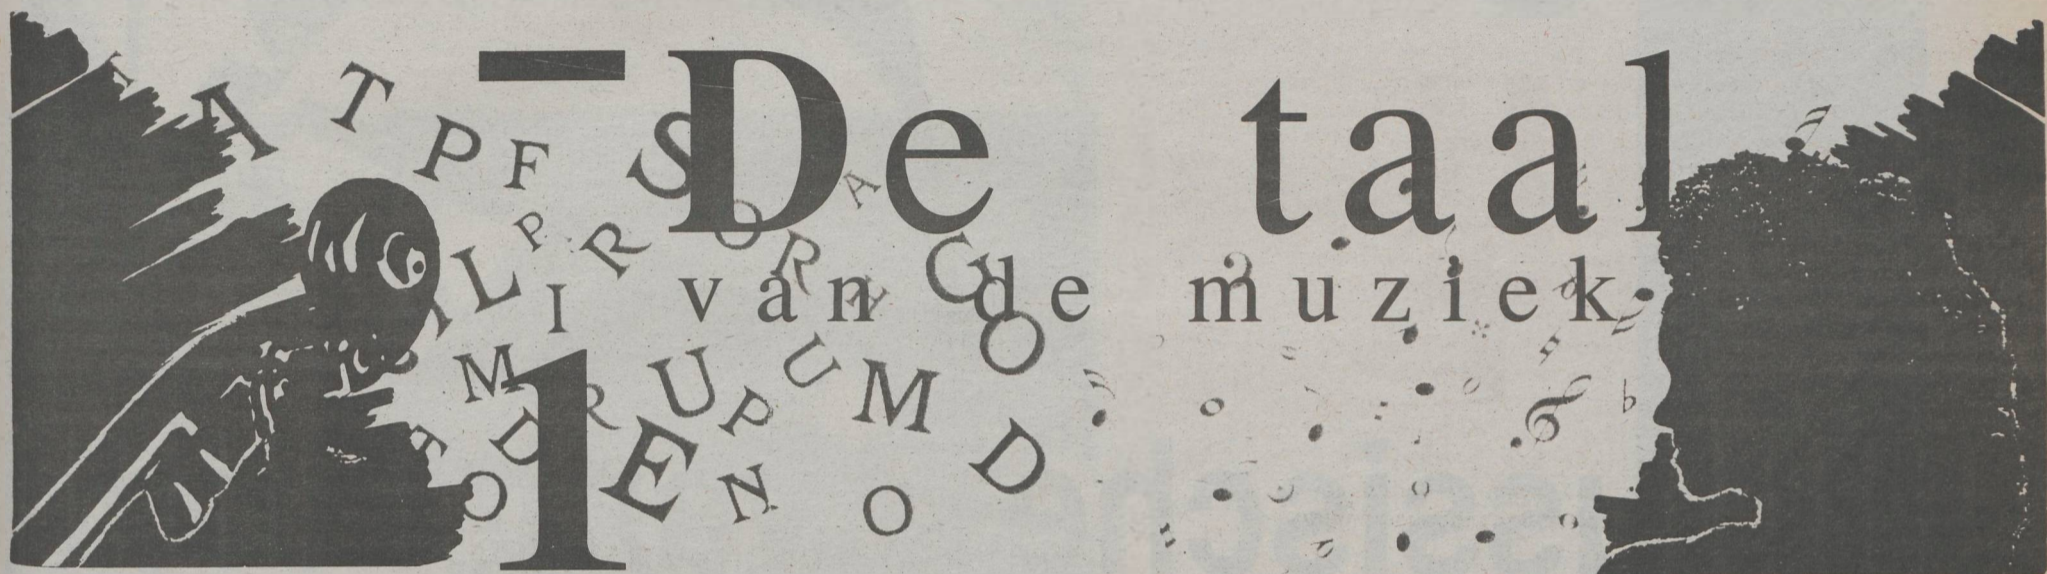 De taal
van de muziek
1
A T P F S
P R O R A
L I N G O
M R U U M
A D E P N O D
O